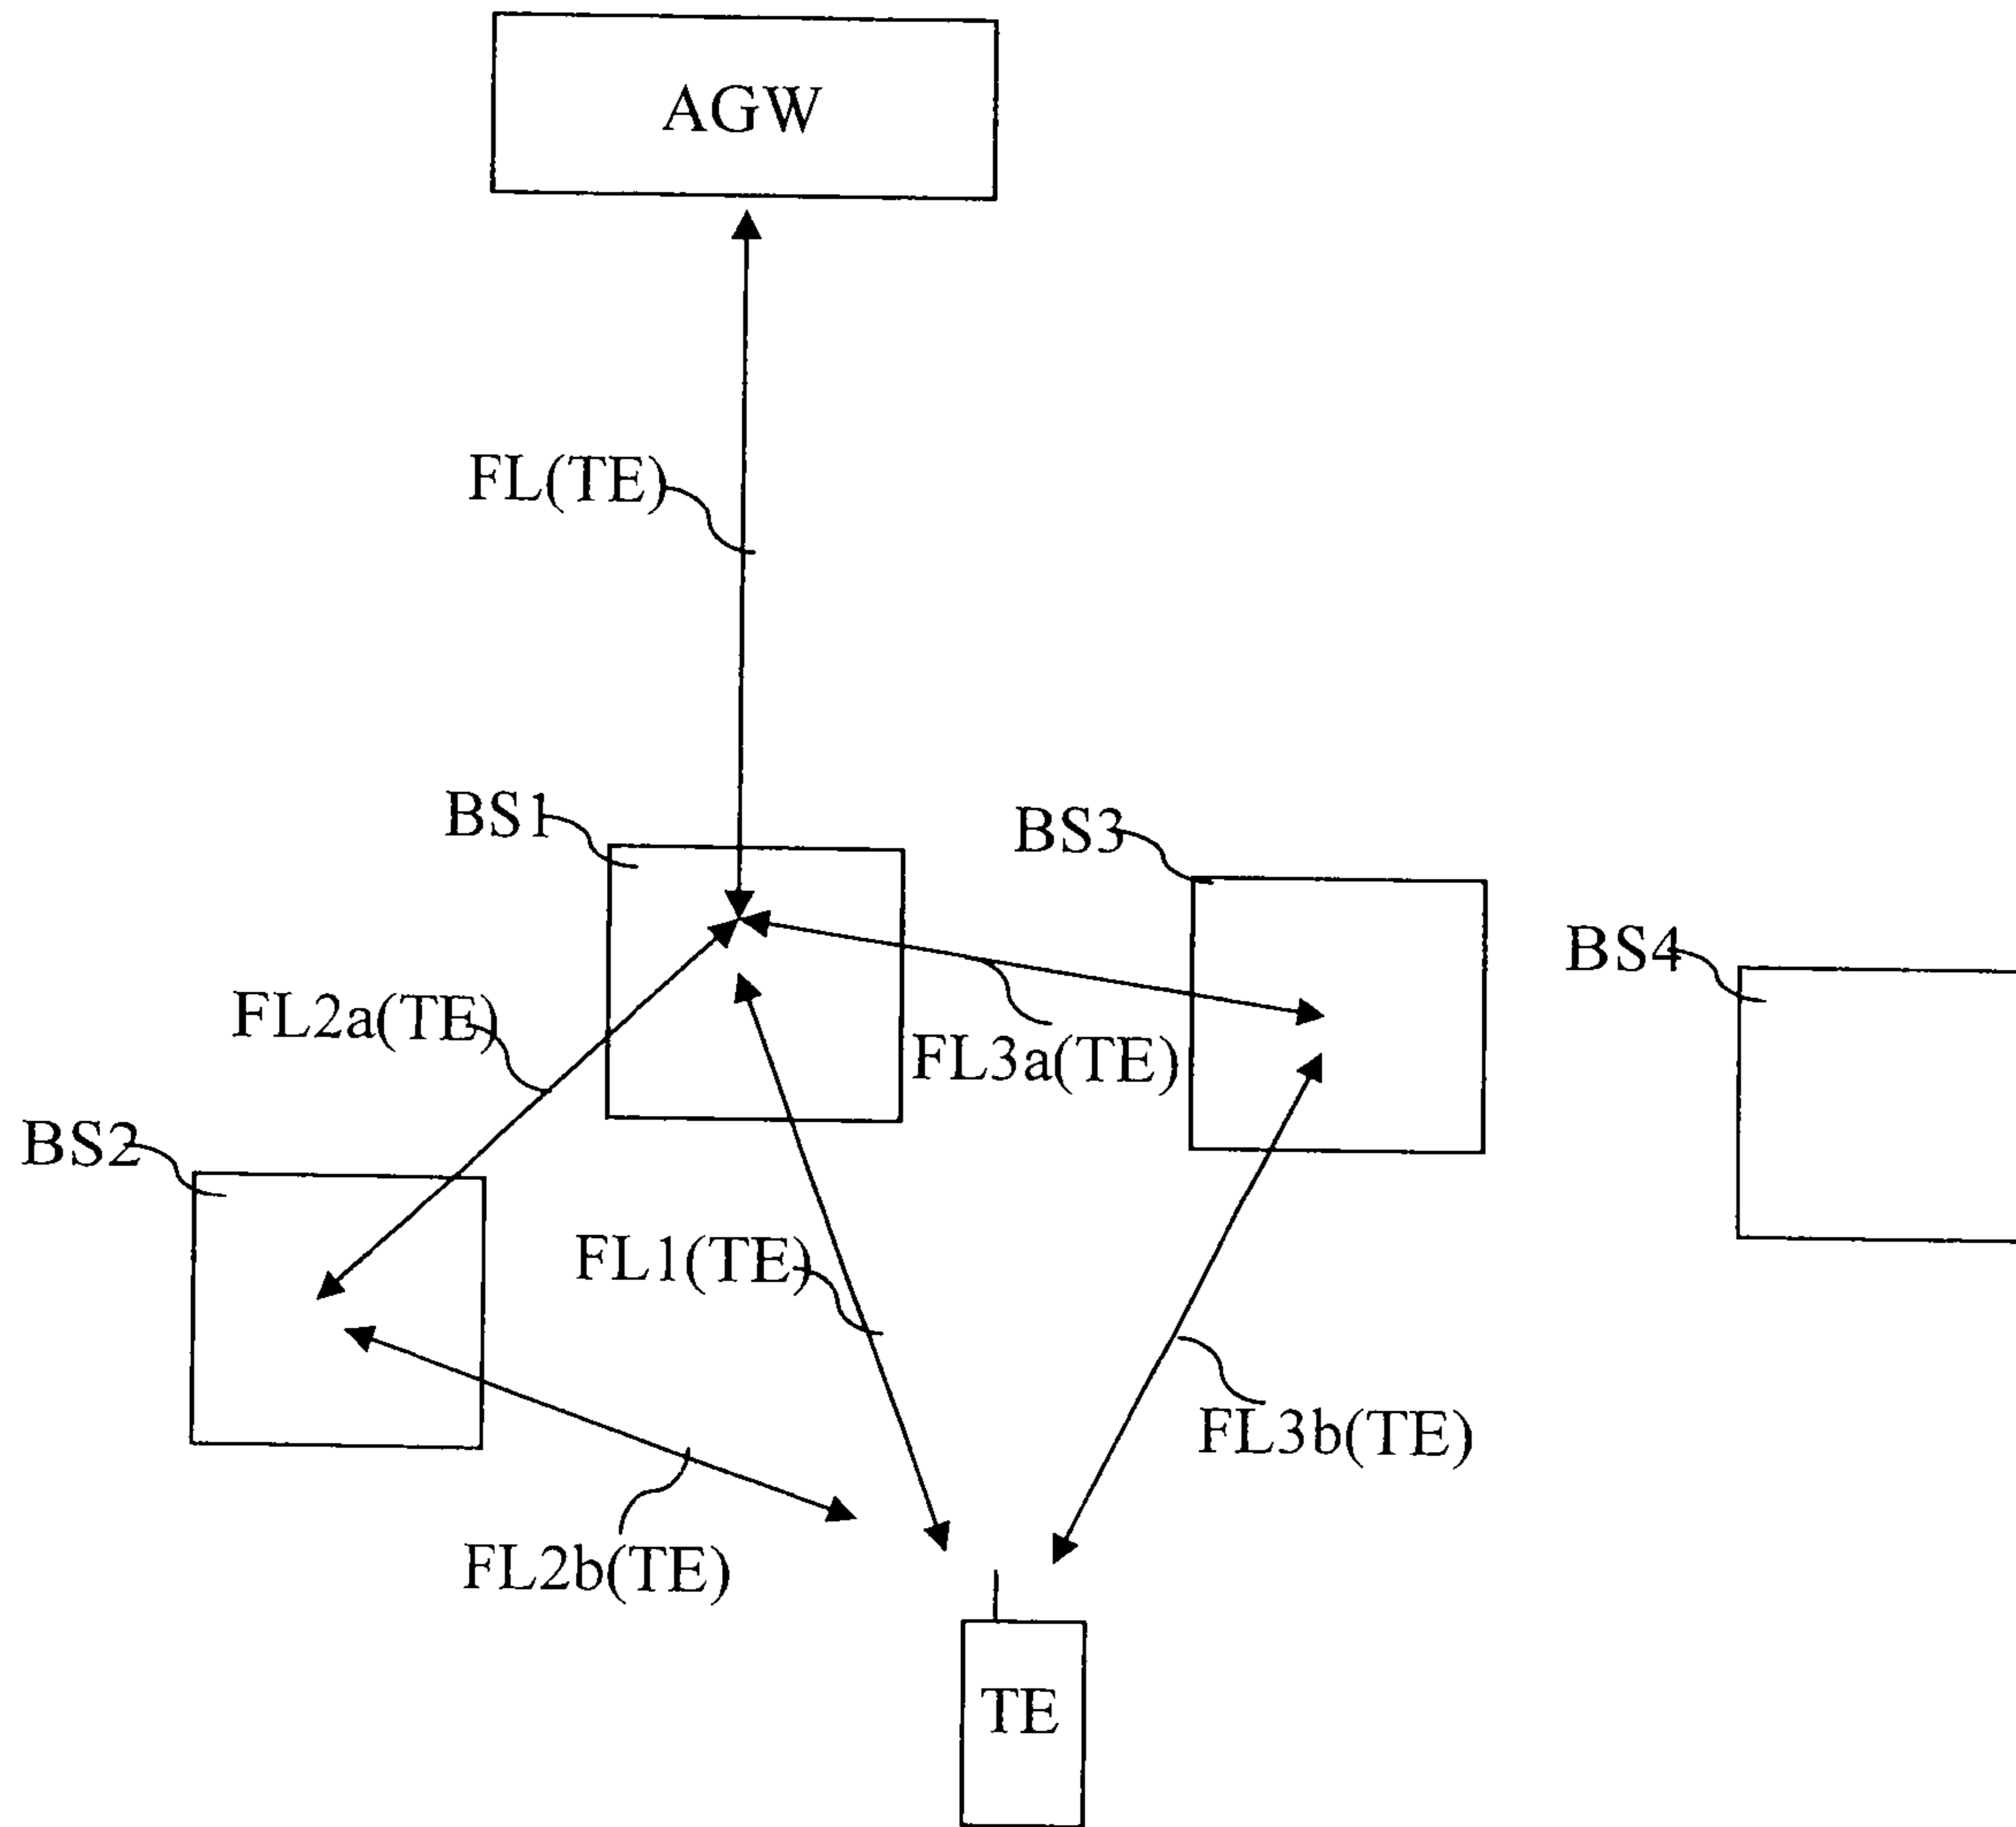 AGW
FL(TE)
BS1
BS3
BS4
FL2a(TE)
FL3a(TE)
BS2
FL1(TE)
FL3b(TE)
FL2b(TE)
TE